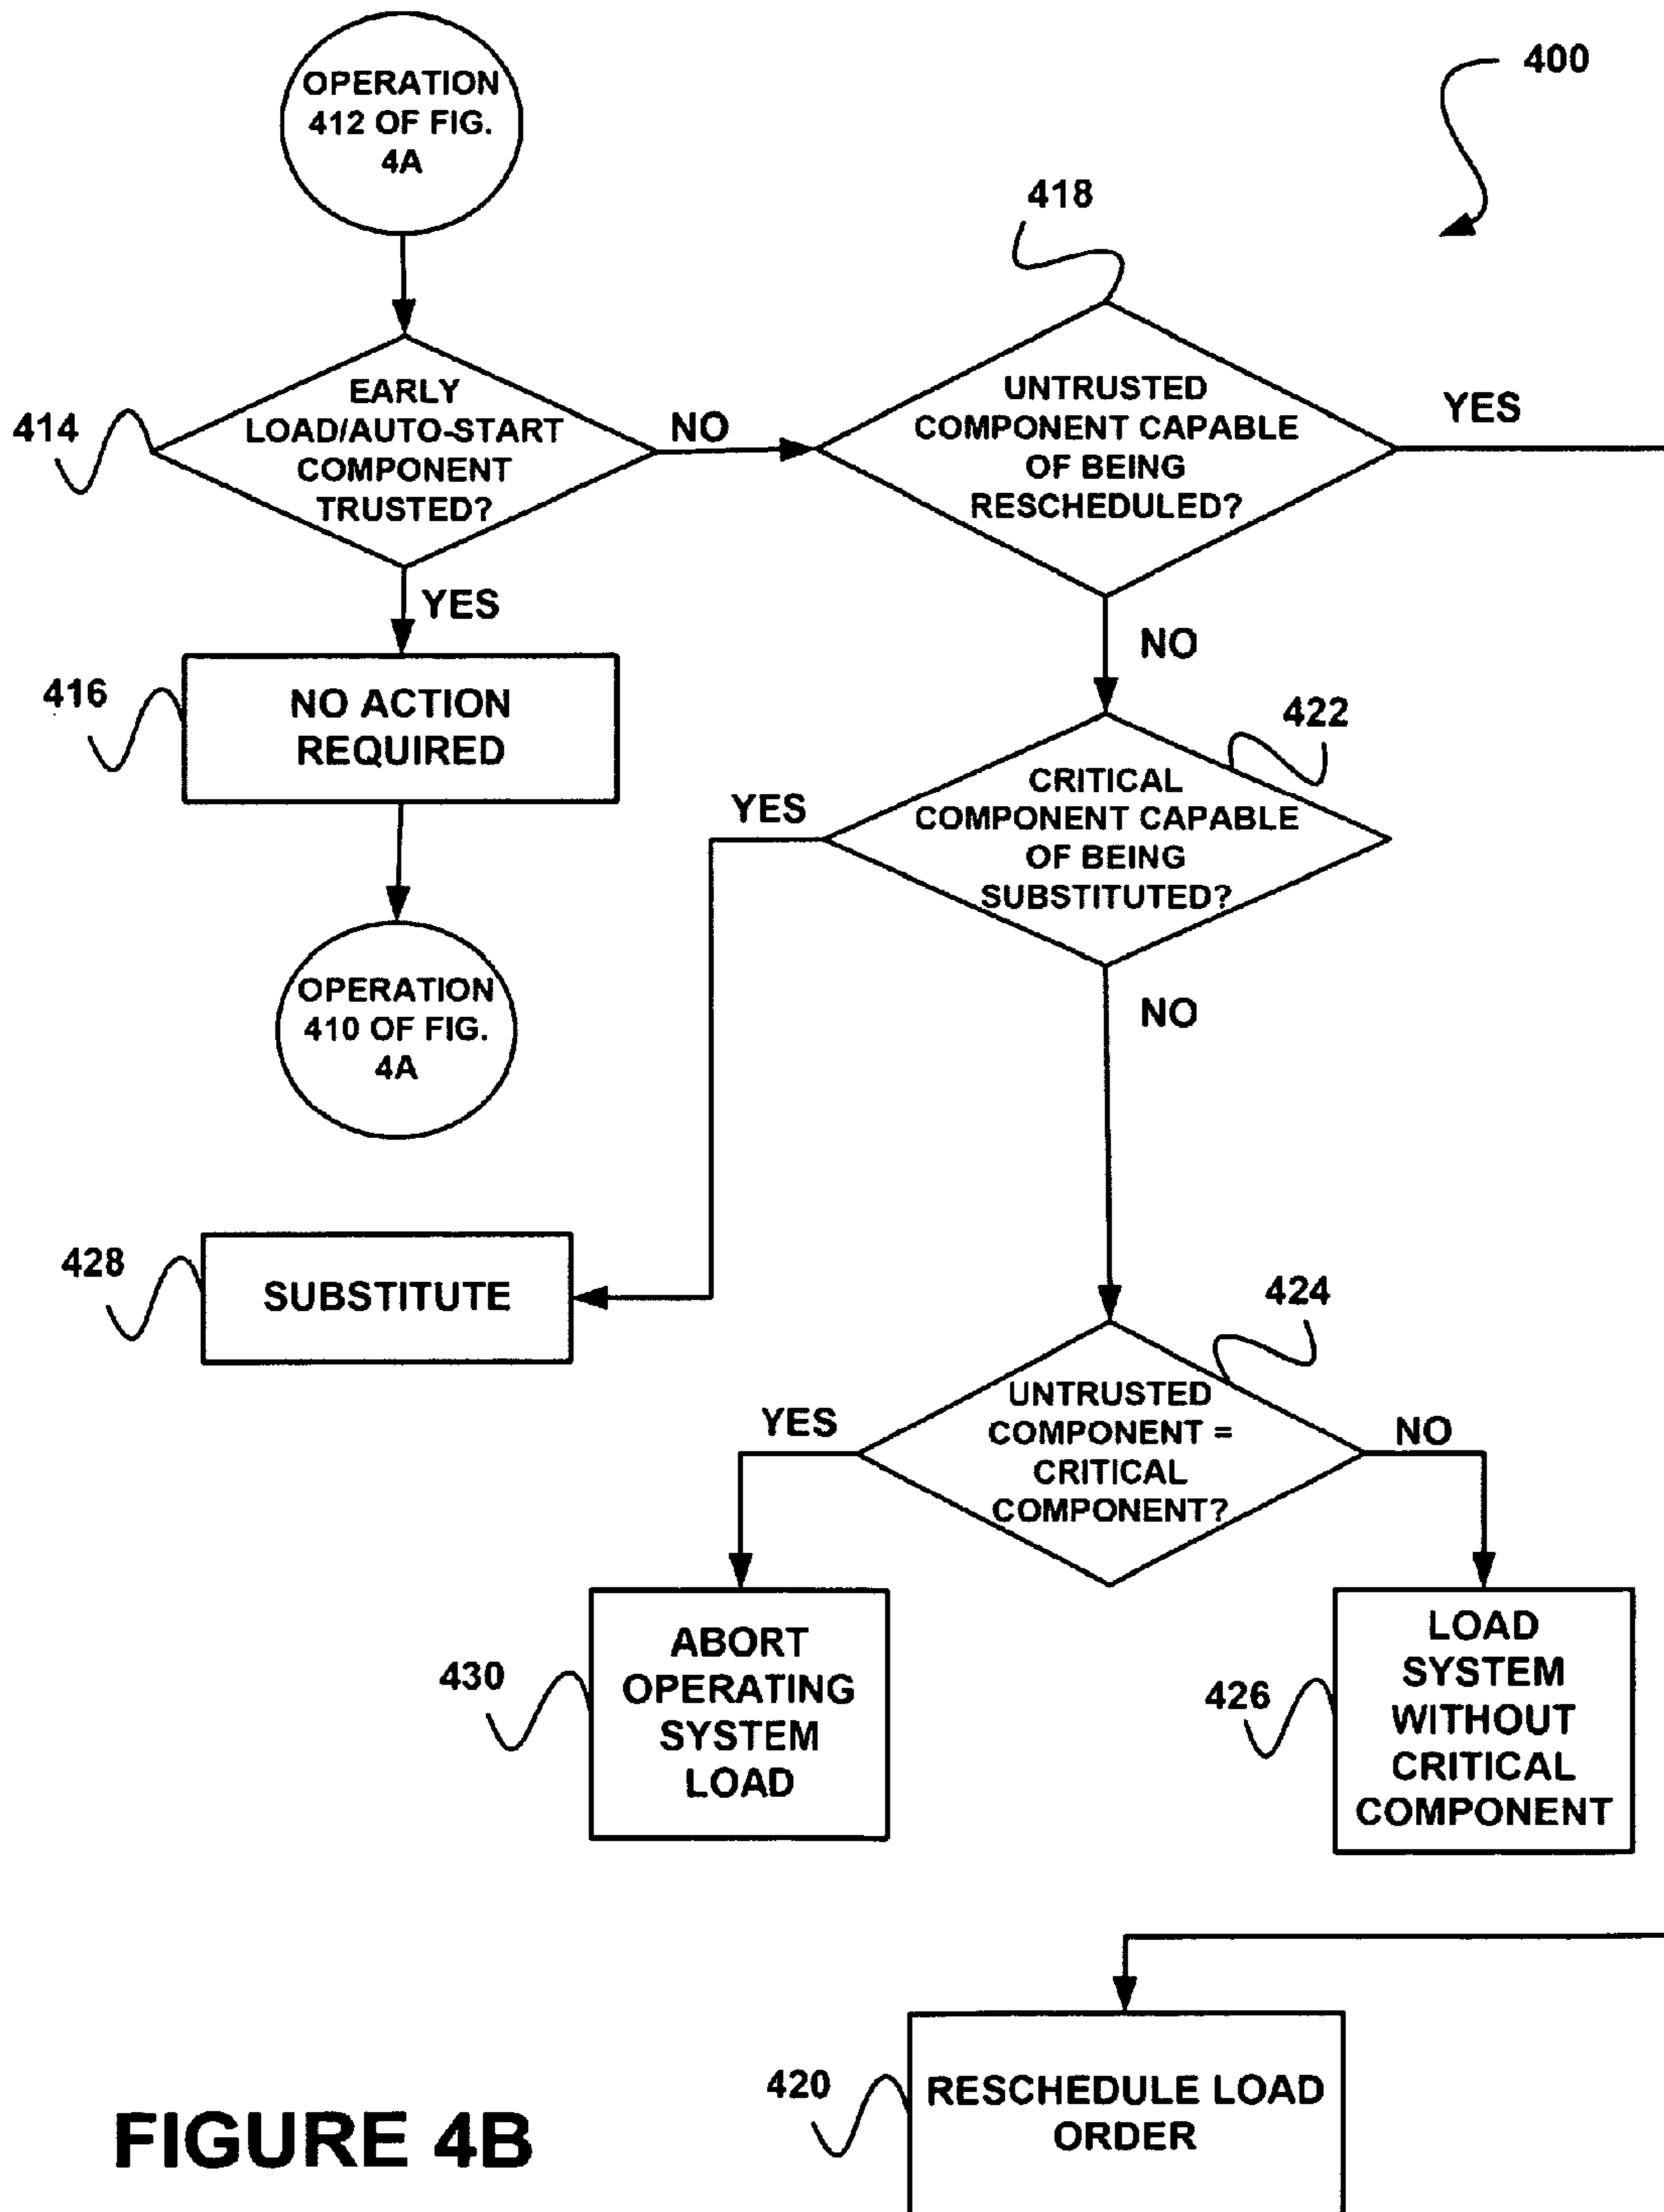 OPERATION
412 OF FIG.
4A
400
418
414
EARLY
LOAD/AUTO-START
COMPONENT
TRUSTED?
NO
UNTRUSTED
COMPONENT CAPABLE
OF BEING
RESCHEDULED?
YES
YES
NO
416
NO ACTION
REQUIRED
422
YES
CRITICAL
COMPONENT CAPABLE
OF BEING
SUBSTITUTED?
OPERATION
410 OF FIG.
4A
NO
428
SUBSTITUTE
424
YES
UNTRUSTED
COMPONENT =
CRITICAL
COMPONENT?
NO
430
ABORT
OPERATING
SYSTEM
LOAD
426
LOAD
SYSTEM
WITHOUT
CRITICAL
COMPONENT
420
RESCHEDULE LOAD
ORDER
FIGURE 4B